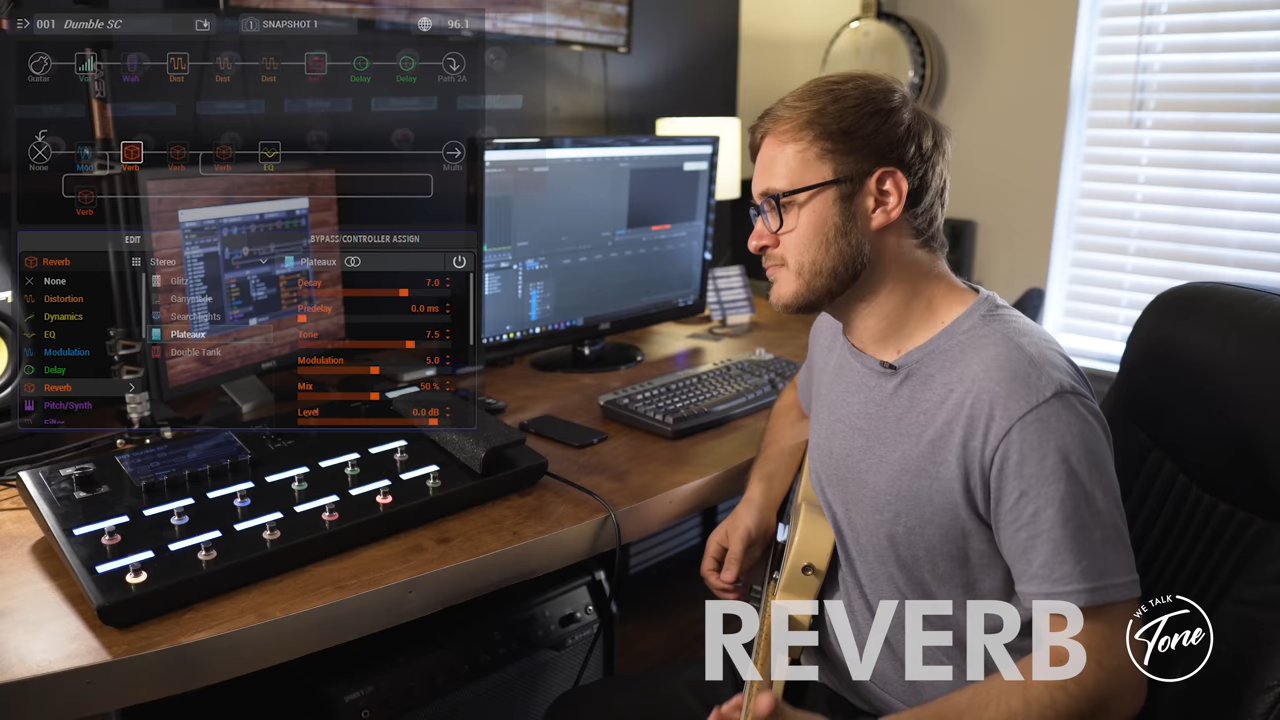 001 Dumble SC
1 SNAPSHOT 1
96.1
Guitar
Wah
Dist
Dist
Dist
Delay
Delay
Path 2A
None
Verb
Verb
Verb
EQ
Multi
Verb
EDIT
BYPASS/CONTROLLER ASSIGN
Reverb
Stereo
Plateaux
None
Distortion
Dynamics
EQ
Modulation
Delay
Reverb
Pitch/Synth
Glitz
Ganymede
Searchlights
Plateaux
Double Tank
Decay 7.0
Predelay 0.0 ms
Tone 7.5
Modulation 5.0
Mix 50 %
Level 0.0 dB
REVERB
WE TALK
Tone